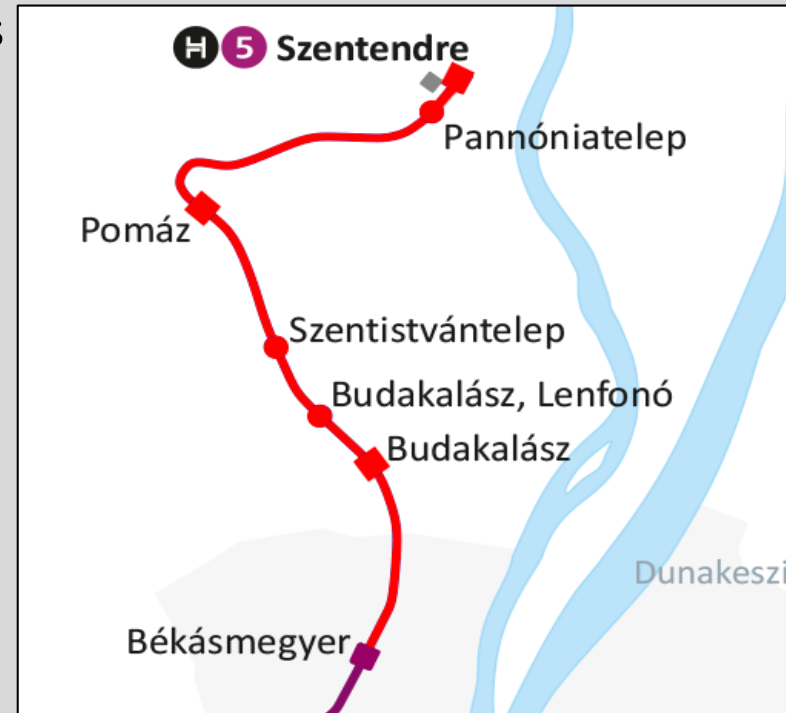 s
H 5 Szentendre
Pannóniatelep
Pomáz
Szentistvántelep
Budakalász, Lenfonó
Budakalász
Dunakeszi
Békásmegyer